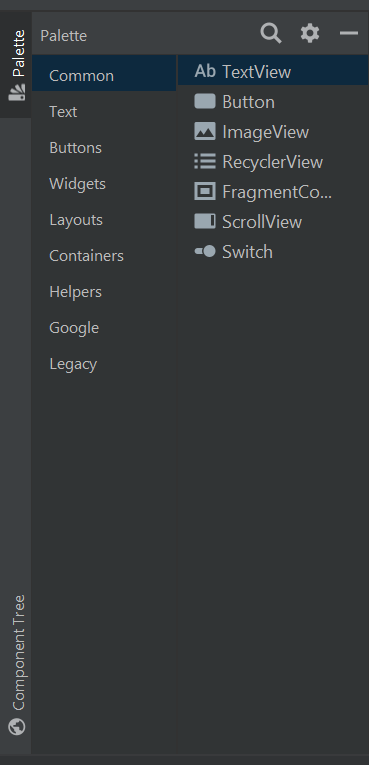 Palette
Palette
Common
Text
Buttons
Widgets
Layouts
Containers
Helpers
Google
Legacy
Ab TextView
Button
ImageView
RecyclerView
FragmentCo...
ScrollView
Switch
Component Tree